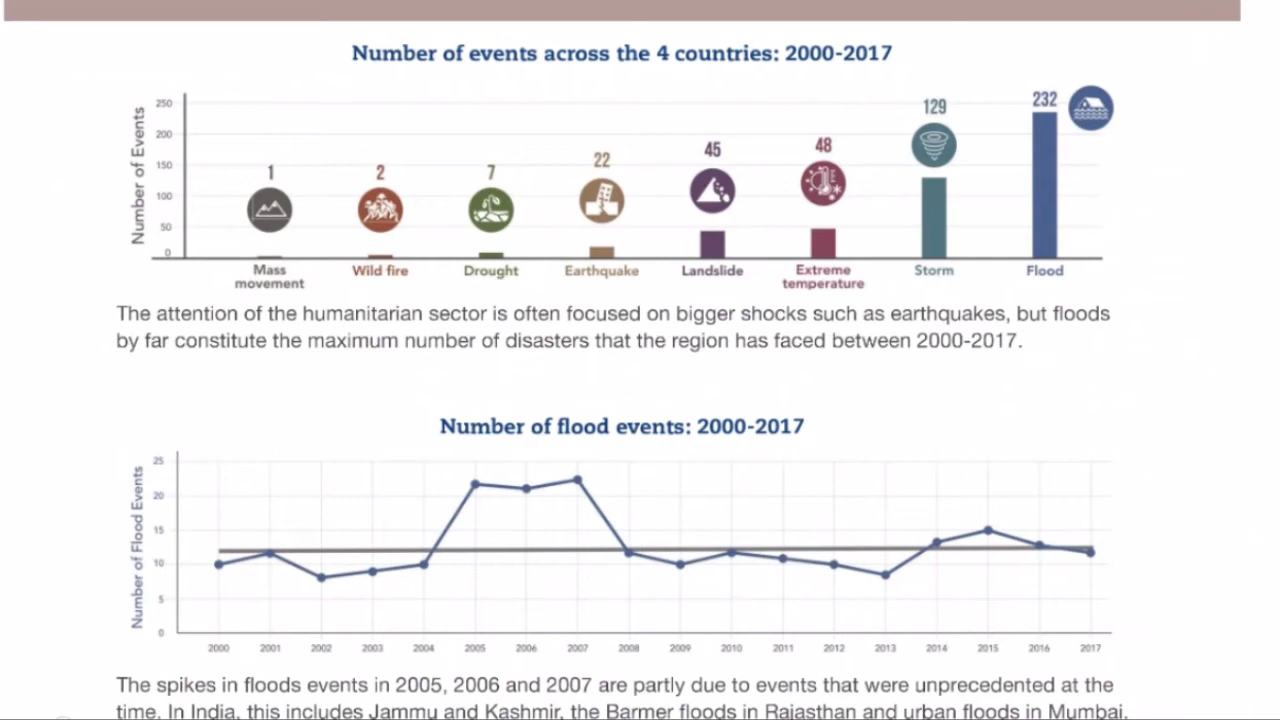 Number of events across the 4 countries: 2000-2017
Number of Events
250
200
150
100
50
0
1
2
7
22
45
48
129
232
Mass movement
Wild fire
Drought
Earthquake
Landslide
Extreme temperature
Storm
Flood
The attention of the humanitarian sector is often focused on bigger shocks such as earthquakes, but floods
by far constitute the maximum number of disasters that the region has faced between 2000-2017.
Number of flood events: 2000-2017
Number of Flood Events
25
20
15
10
5
0
2000 2001 2002 2003 2004 2005 2006 2007 2008 2009 2010 2011 2012 2013 2014 2015 2016 2017
The spikes in floods events in 2005, 2006 and 2007 are partly due to events that were unprecedented at the
time. In India, this includes Jammu and Kashmir, the Barmer floods in Rajasthan and urban floods in Mumbai.